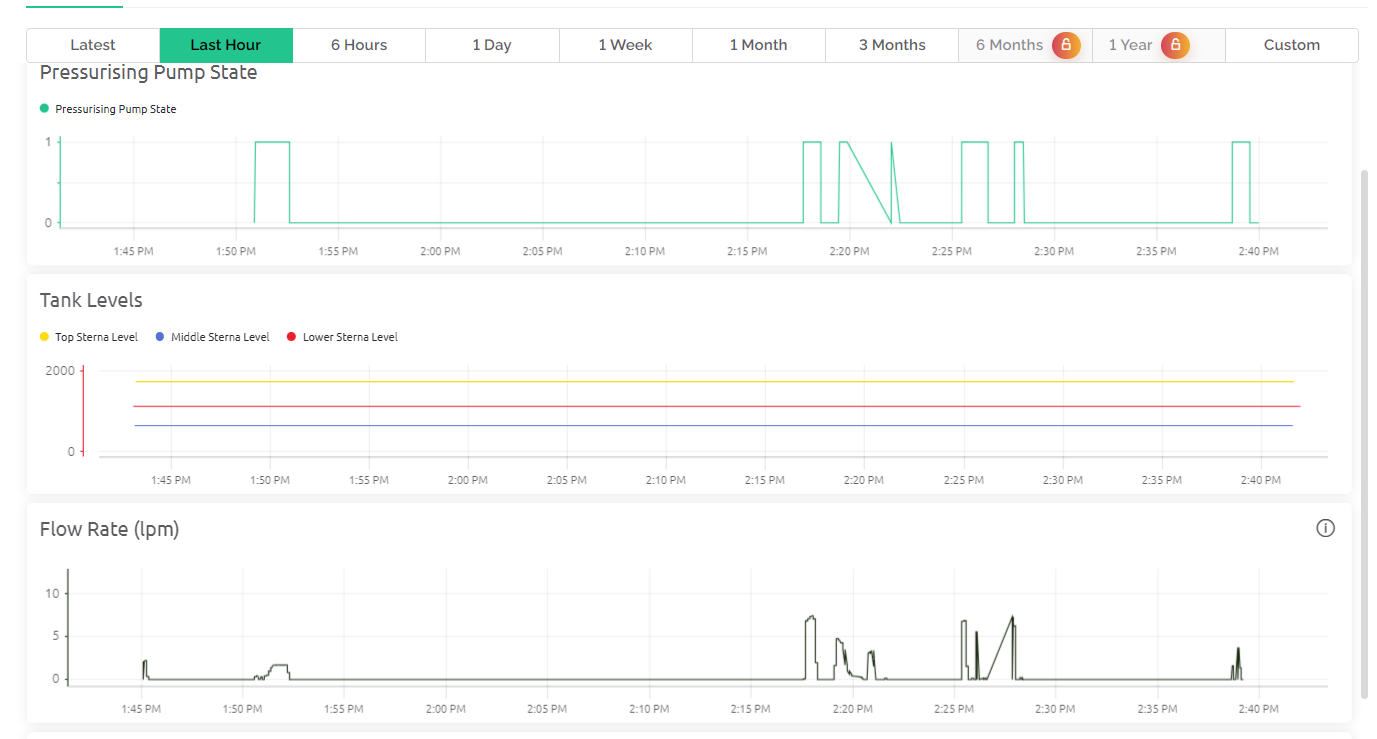 Latest Last Hour 6 Hours 1 Day 1 Week 1 Month 3 Months 6 Months 1 Year Custom
Pressurising Pump State
Pressurising Pump State
1
0
1:45 PM 1:50 PM 1:55 PM 2:00 PM 2:05 PM 2:10 PM 2:15 PM 2:20 PM 2:25 PM 2:30 PM 2:35 PM 2:40 PM
Tank Levels
Top Sterna Level Middle Sterna Level Lower Sterna Level
2000
0
1:45 PM 1:50 PM 1:55 PM 2:00 PM 2:05 PM 2:10 PM 2:15 PM 2:20 PM 2:25 PM 2:30 PM 2:35 PM 2:40 PM
Flow Rate (lpm)
10
5
0
1:45 PM 1:50 PM 1:55 PM 2:00 PM 2:05 PM 2:10 PM 2:15 PM 2:20 PM 2:25 PM 2:30 PM 2:35 PM 2:40 PM